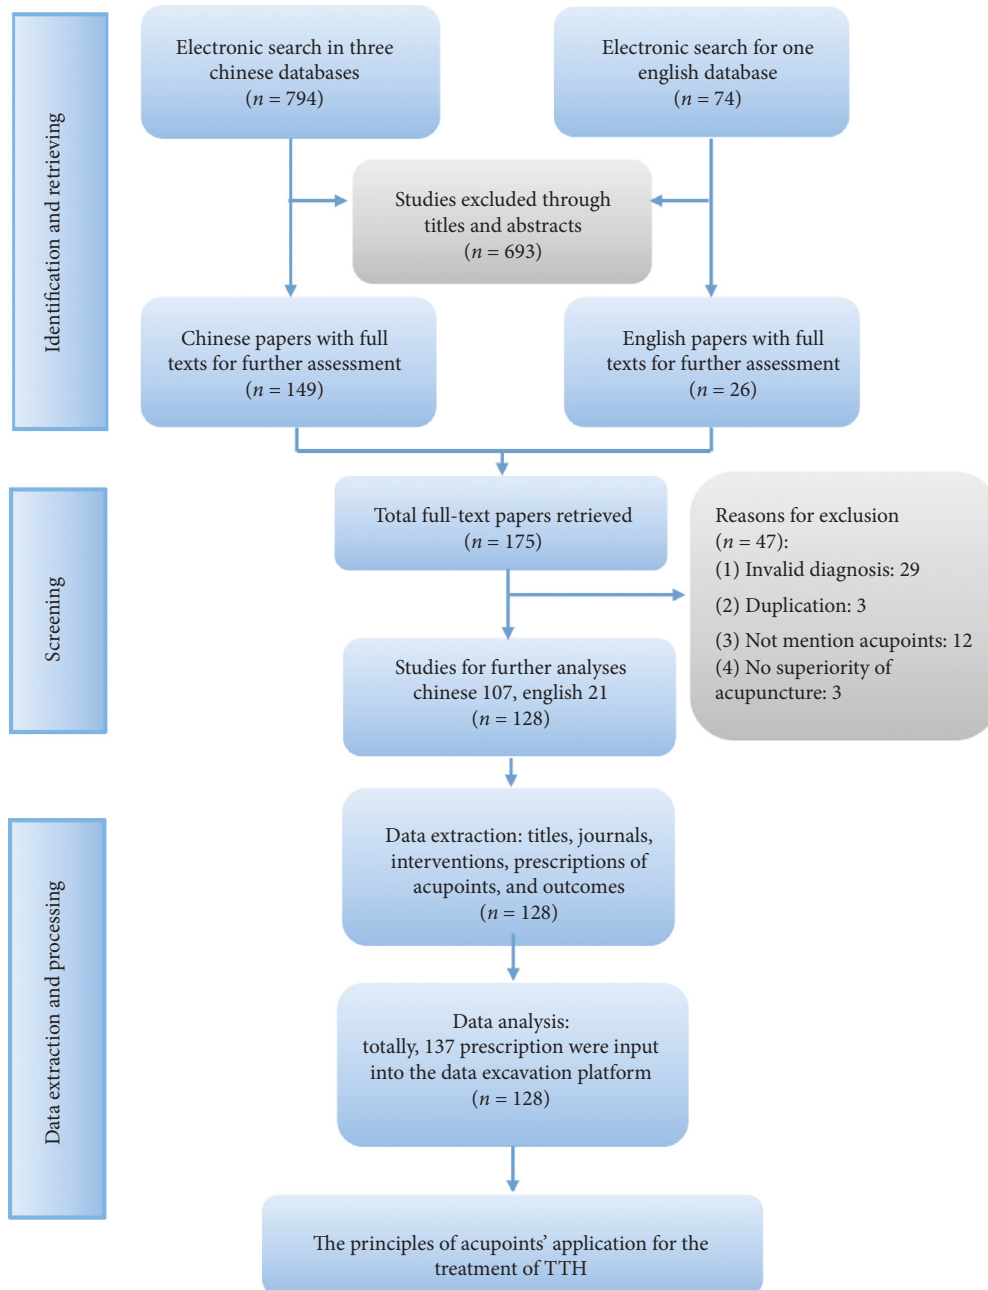 Identification and retrieving
Electronic search in three
chinese databases
(n = 794)
Electronic search for one
english database
(n = 74)
Studies excluded through
titles and abstracts
(n = 693)
Chinese papers with full
texts for further assessment
(n = 149)
English papers with full
texts for further assessment
(n = 26)
Screening
Total full-text papers retrieved
(n = 175)
Reasons for exclusion
(n = 47):
(1) Invalid diagnosis: 29
(2) Duplication: 3
(3) Not mention acupoints: 12
(4) No superiority of
acupuncture: 3
Studies for further analyses
chinese 107, english 21
(n = 128)
Data extraction and processing
Data extraction: titles, journals,
interventions, prescriptions of
acupoints, and outcomes
(n = 128)
Data analysis:
totally, 137 prescription were input
into the data excavation platform
(n = 128)
The principles of acupoints' application for the
treatment of TTH